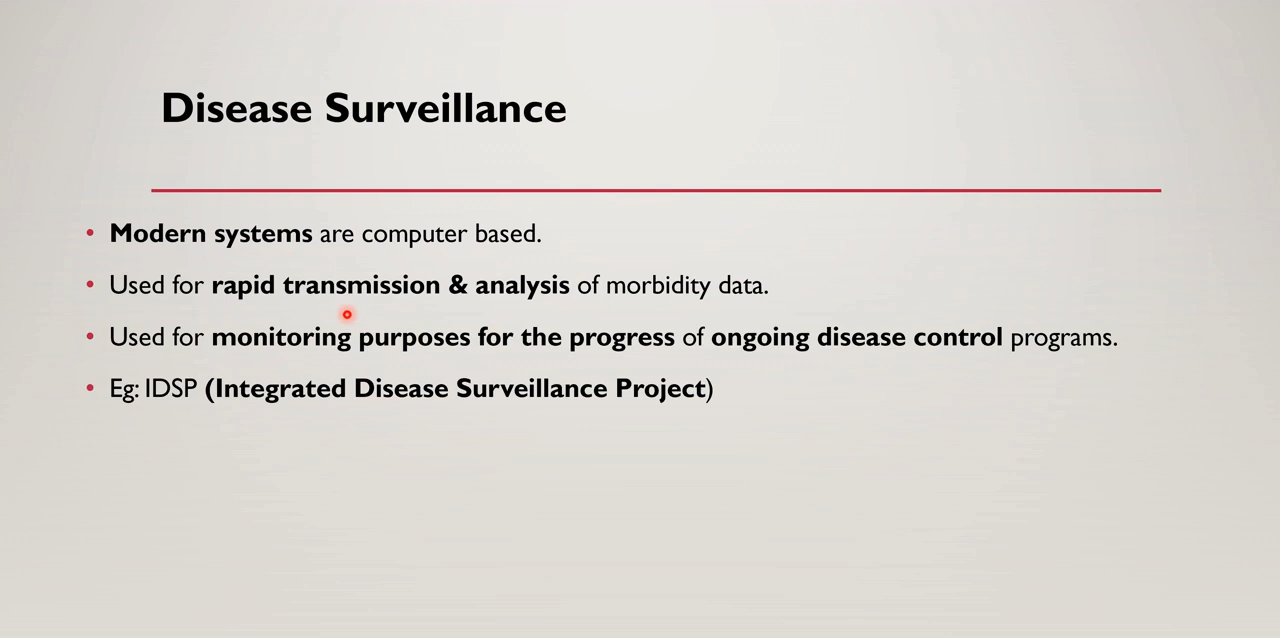 Disease Surveillance
• Modern systems are computer based.
• Used for rapid transmission & analysis of morbidity data.
• Used for monitoring purposes for the progress of ongoing disease control programs.
• Eg: IDSP (Integrated Disease Surveillance Project)